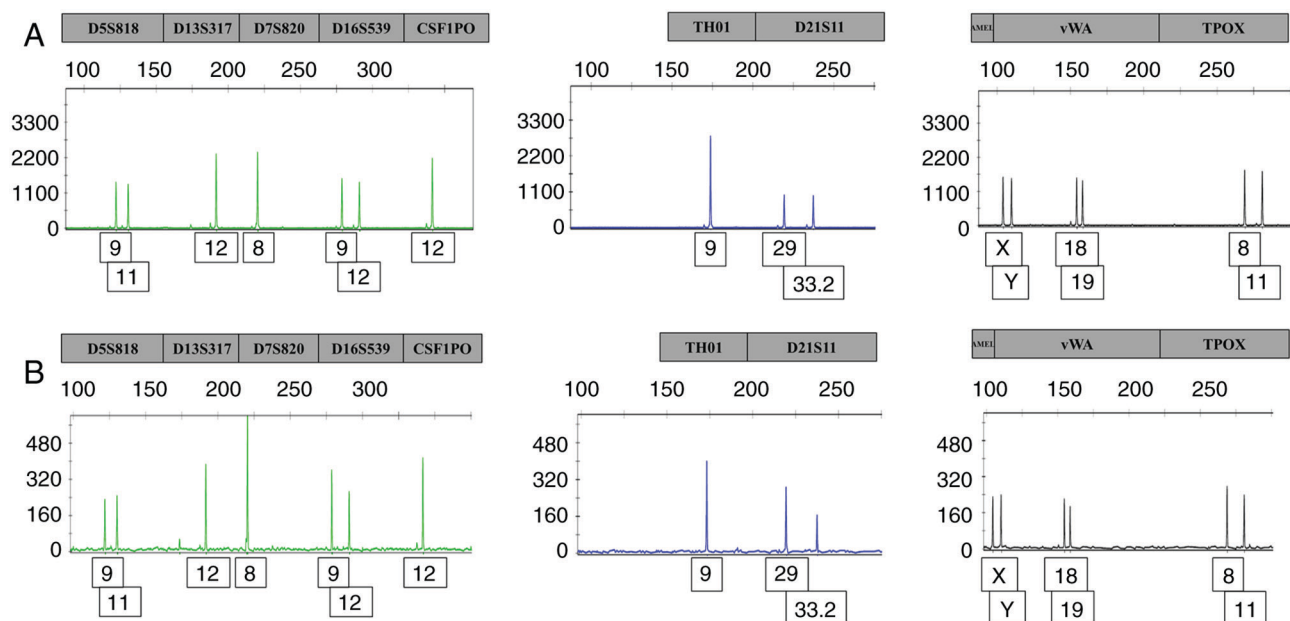 A
D5S818 D13S317 D7S820 D16S539 CSF1PO TH01 D21S11 AMEL vWA TPOX
100 150 200 250 300 100 150 200 250 100 150 200 250
3300 3300 3300
2200 2200 2200
1100 1100 1100
0 0 0
9 12 8 9 12 9 29 X 18 8
11 12 33.2 Y 19 11
B
D5S818 D13S317 D7S820 D16S539 CSF1PO TH01 D21S11 AMEL vWA TPOX
100 150 200 250 300 100 150 200 250 100 150 200 250
480 480 480
320 320 320
160 160 160
0 0 0
9 12 8 9 12 9 29 X 18 8
11 12 33.2 Y 19 11